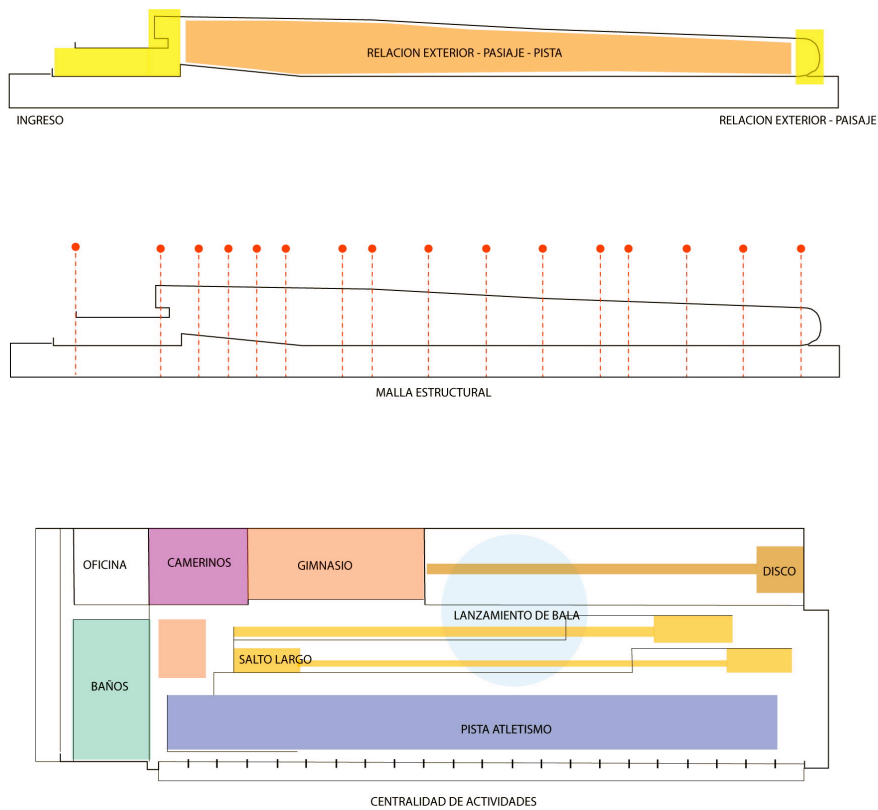 RELACION EXTERIOR - PASIAJE - PISTA
INGRESO
RELACION EXTERIOR - PAISAJE
MALLA ESTRUCTURAL
OFICINA
CAMERINOS
GIMNASIO
DISCO
LANZAMIENTO DE BALA
SALTO LARGO
BAÑOS
PISTA ATLETISMO
CENTRALIDAD DE ACTIVIDADES